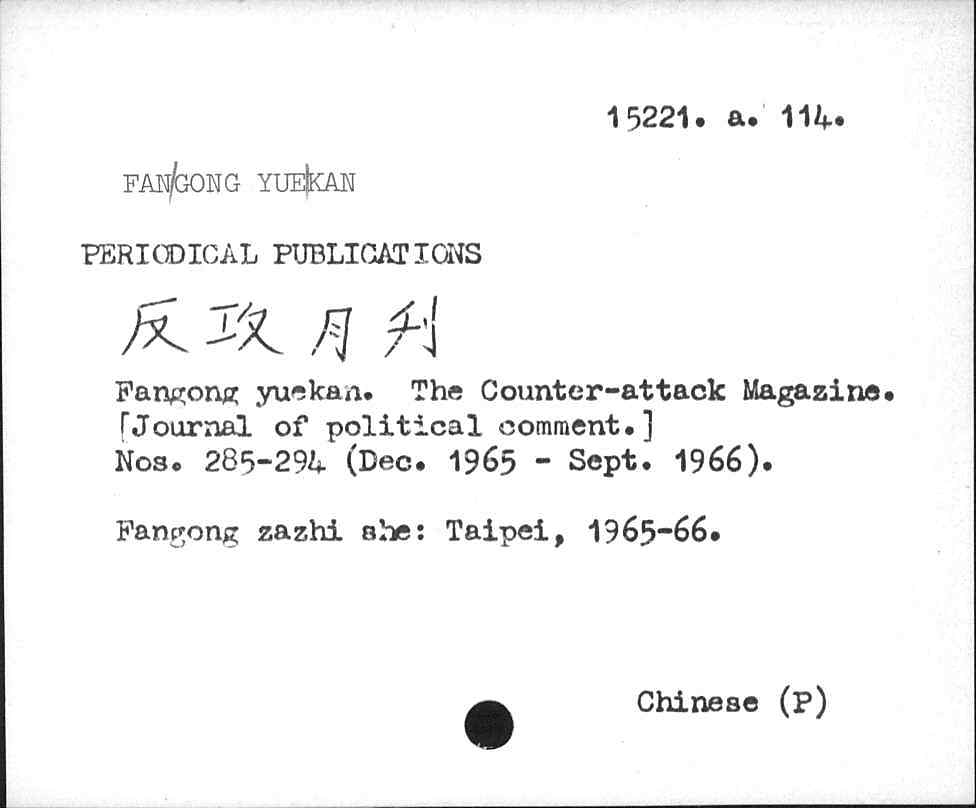 15221. a. 114.
FAN/GONG YUE/KAN
PERIODICAL PUBLICATIONS
反攻月刋
Fangong yuekan. The Counter-attack Magazine.
[Journal of political comment.]
Nos. 285-294 (Dec. 1965 - Sept. 1966).
Fangong zazhi she: Taipei, 1965-66.
Chinese (P)